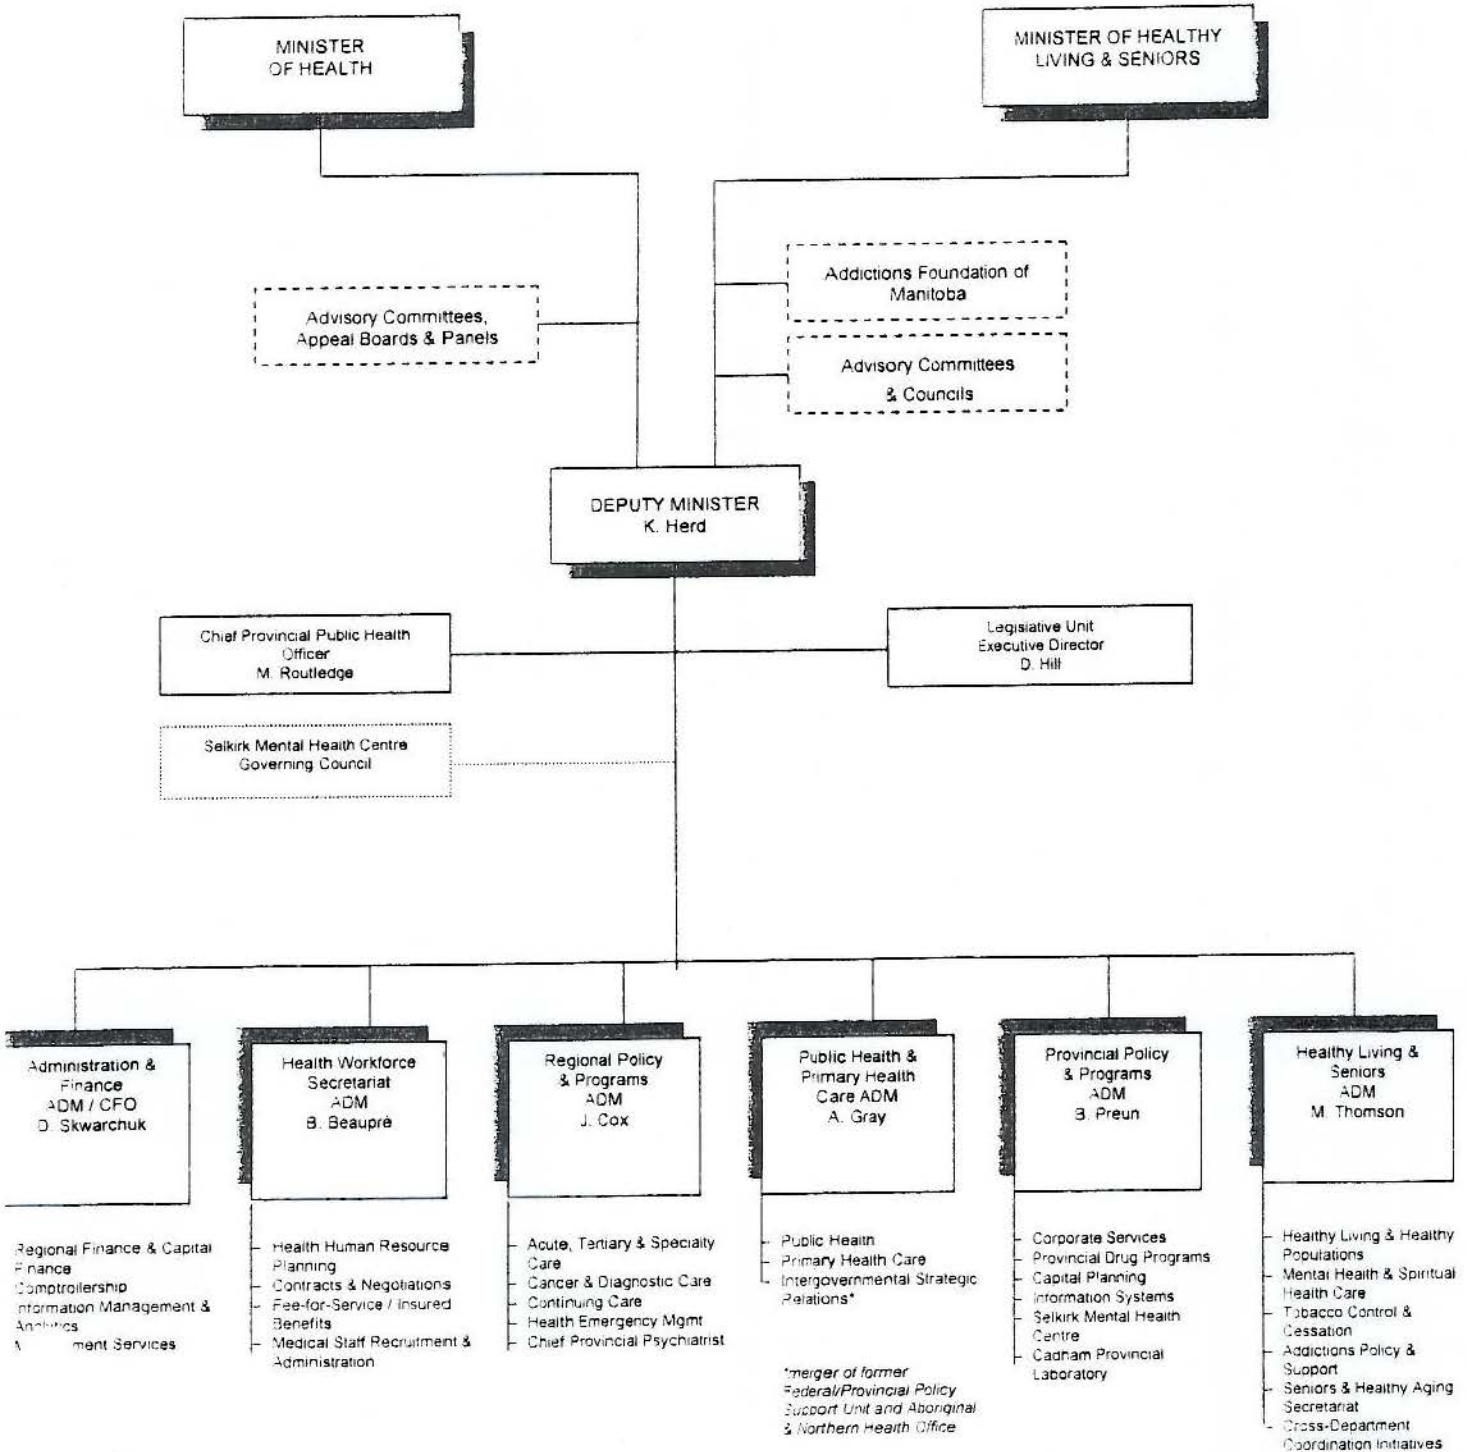 MINISTER
OF HEALTH
MINISTER OF HEALTHY
LIVING & SENIORS
Addictions Foundation of
Manitoba
Advisory Committees,
Appeal Boards & Panels
Advisory Committees
& Councils
DEPUTY MINISTER
K. Herd
Chief Provincial Public Health
Officer
M. Routledge
Legislative Unit
Executive Director
D. Hill
Selkirk Mental Health Centre
Governing Council
Administration &
Finance
ADM / CFO
D. Skwarchuk
Regional Finance & Capital
Finance
Comptrollership
Information Management &
Analytics
ment Services
Health Workforce
Secretariat
ADM
B. Beaupré
Health Human Resource
Planning
Contracts & Negotiations
Fee-for-Service / Insured
Benefits
Medical Staff Recruitment &
Administration
Regional Policy
& Programs
ADM
J. Cox
Acute, Tertiary & Specialty
Care
Cancer & Diagnostic Care
Continuing Care
Health Emergency Mgmt
Chief Provincial Psychiatrist
Public Health &
Primary Health
Care ADM
A. Gray
Public Health
Primary Health Care
Intergovernmental Strategic
Relations*
*merger of former
Federal/Provincial Policy
Support Unit and Aboriginal
& Northern Health Office
Provincial Policy
& Programs
ADM
B. Preun
Corporate Services
Provincial Drug Programs
Capital Planning
Information Systems
Selkirk Mental Health
Centre
Cadham Provincial
Laboratory
Healthy Living &
Seniors
ADM
M. Thomson
Healthy Living & Healthy
Populations
Mental Health & Spiritual
Health Care
Tobacco Control &
Cessation
Addictions Policy &
Support
Seniors & Healthy Aging
Secretariat
Cross-Department
Coordination Initiatives